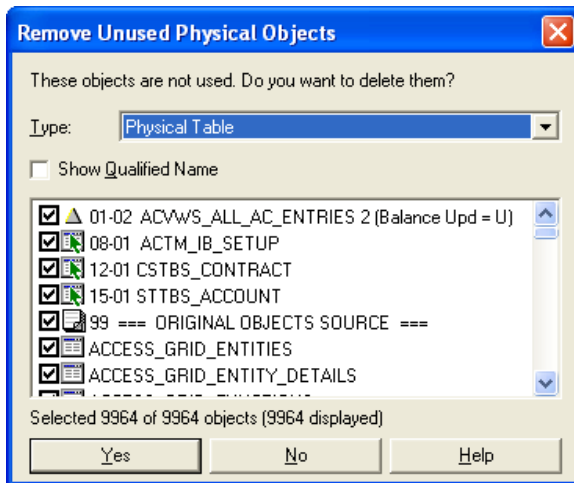 Remove Unused Physical Objects
These objects are not used. Do you want to delete them?
Type: Physical Table
Show Qualified Name
01-02 ACVWS_ALL_AC_ENTRIES 2 (Balance Upd = U)
08-01 ACTM_IB_SETUP
12-01 CSTBS_CONTRACT
15-01 STTBS_ACCOUNT
99 === ORIGINAL OBJECTS SOURCE ===
ACCESS_GRID_ENTITIES
ACCESS_GRID_ENTITY_DETAILS
Selected 9964 of 9964 objects (9964 displayed)
Yes No Help